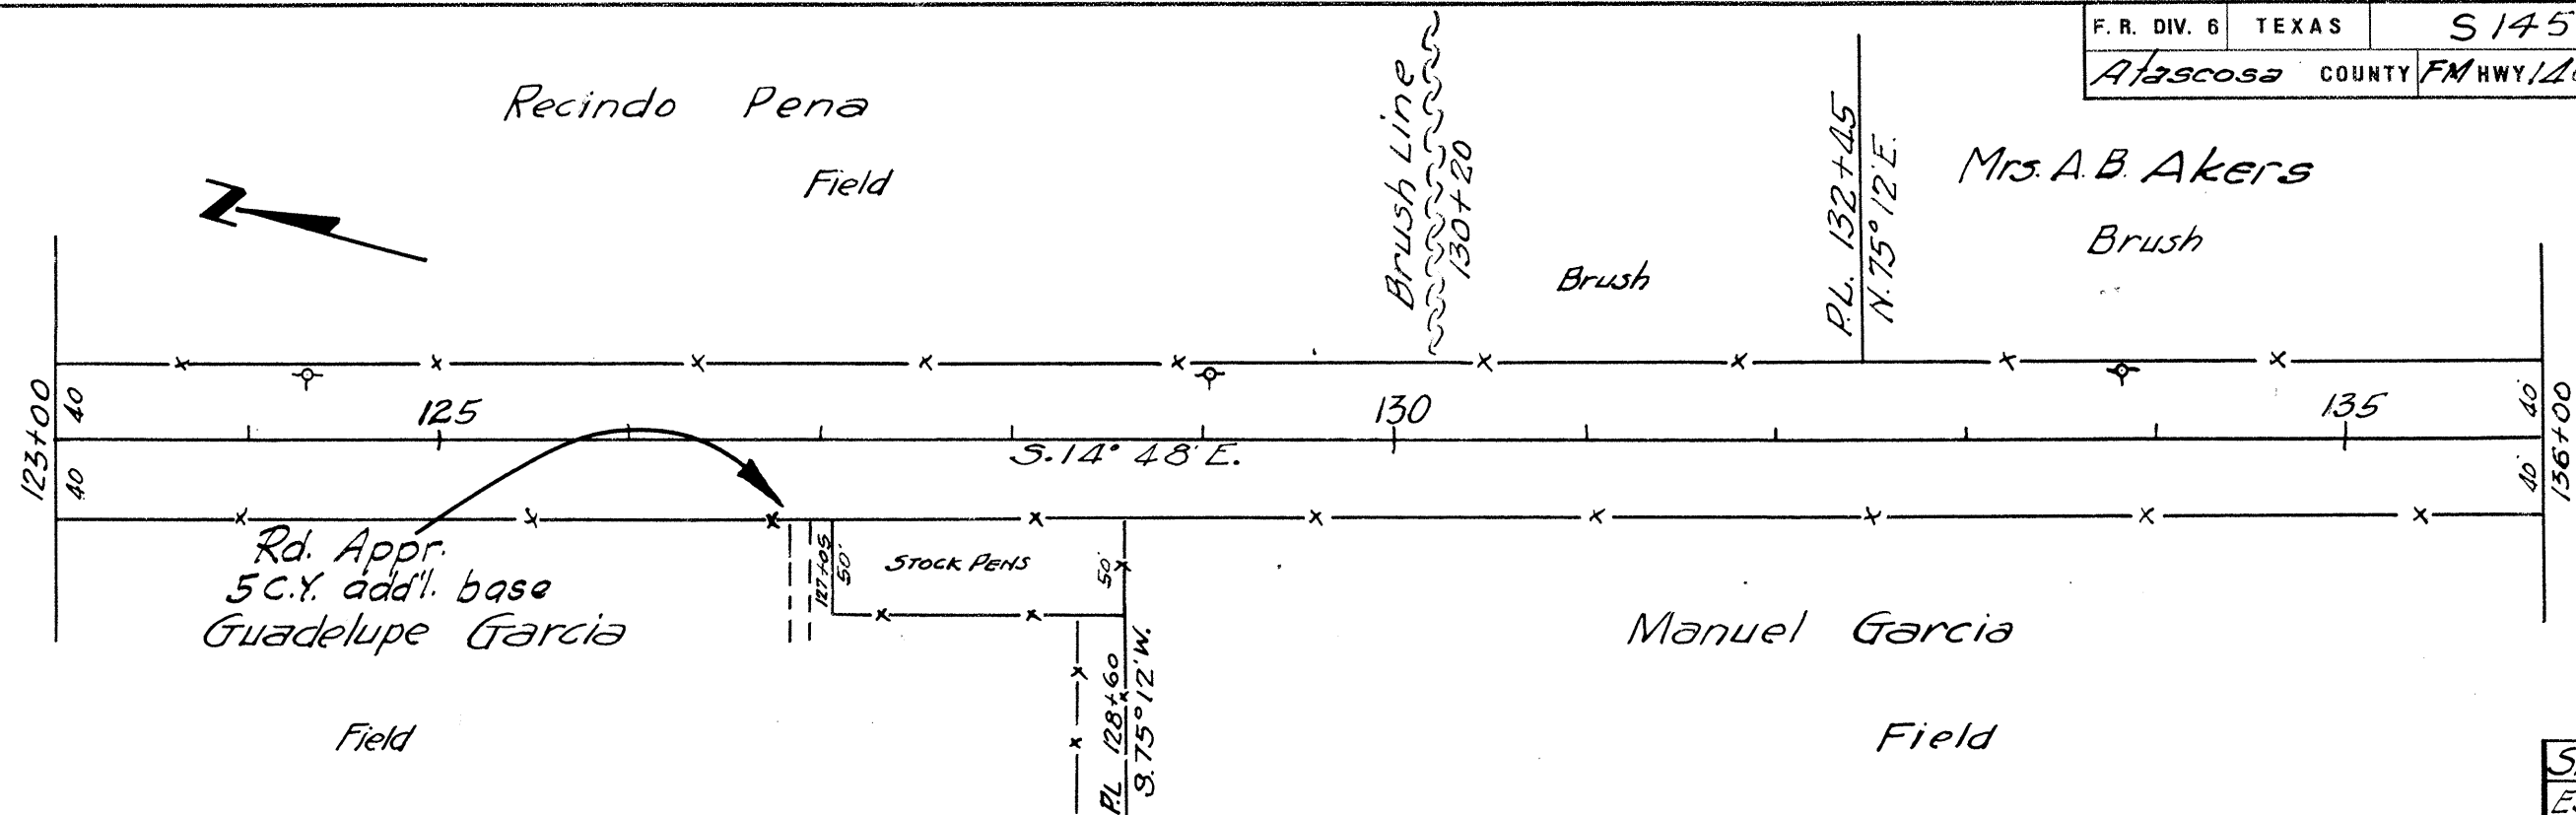 F. R. DIV. 6 TEXAS S 145
Atascosa COUNTY FM HWY 14
Recindo Pena
Field
Brush Line
130+20
Brush
P.L. 132+45
N. 75° 12' E.
Mrs. A. B. Akers
Brush
N
123+00
40
40
125
130
135
S. 14° 48' E.
40'
40'
136+00
Rd. Appr.
5 C.Y. add'l. base
Guadelupe Garcia
Field
127+05
50'
STOCK PENS
50'
P.L. 128+60
S. 75° 12' W.
Manuel Garcia
Field